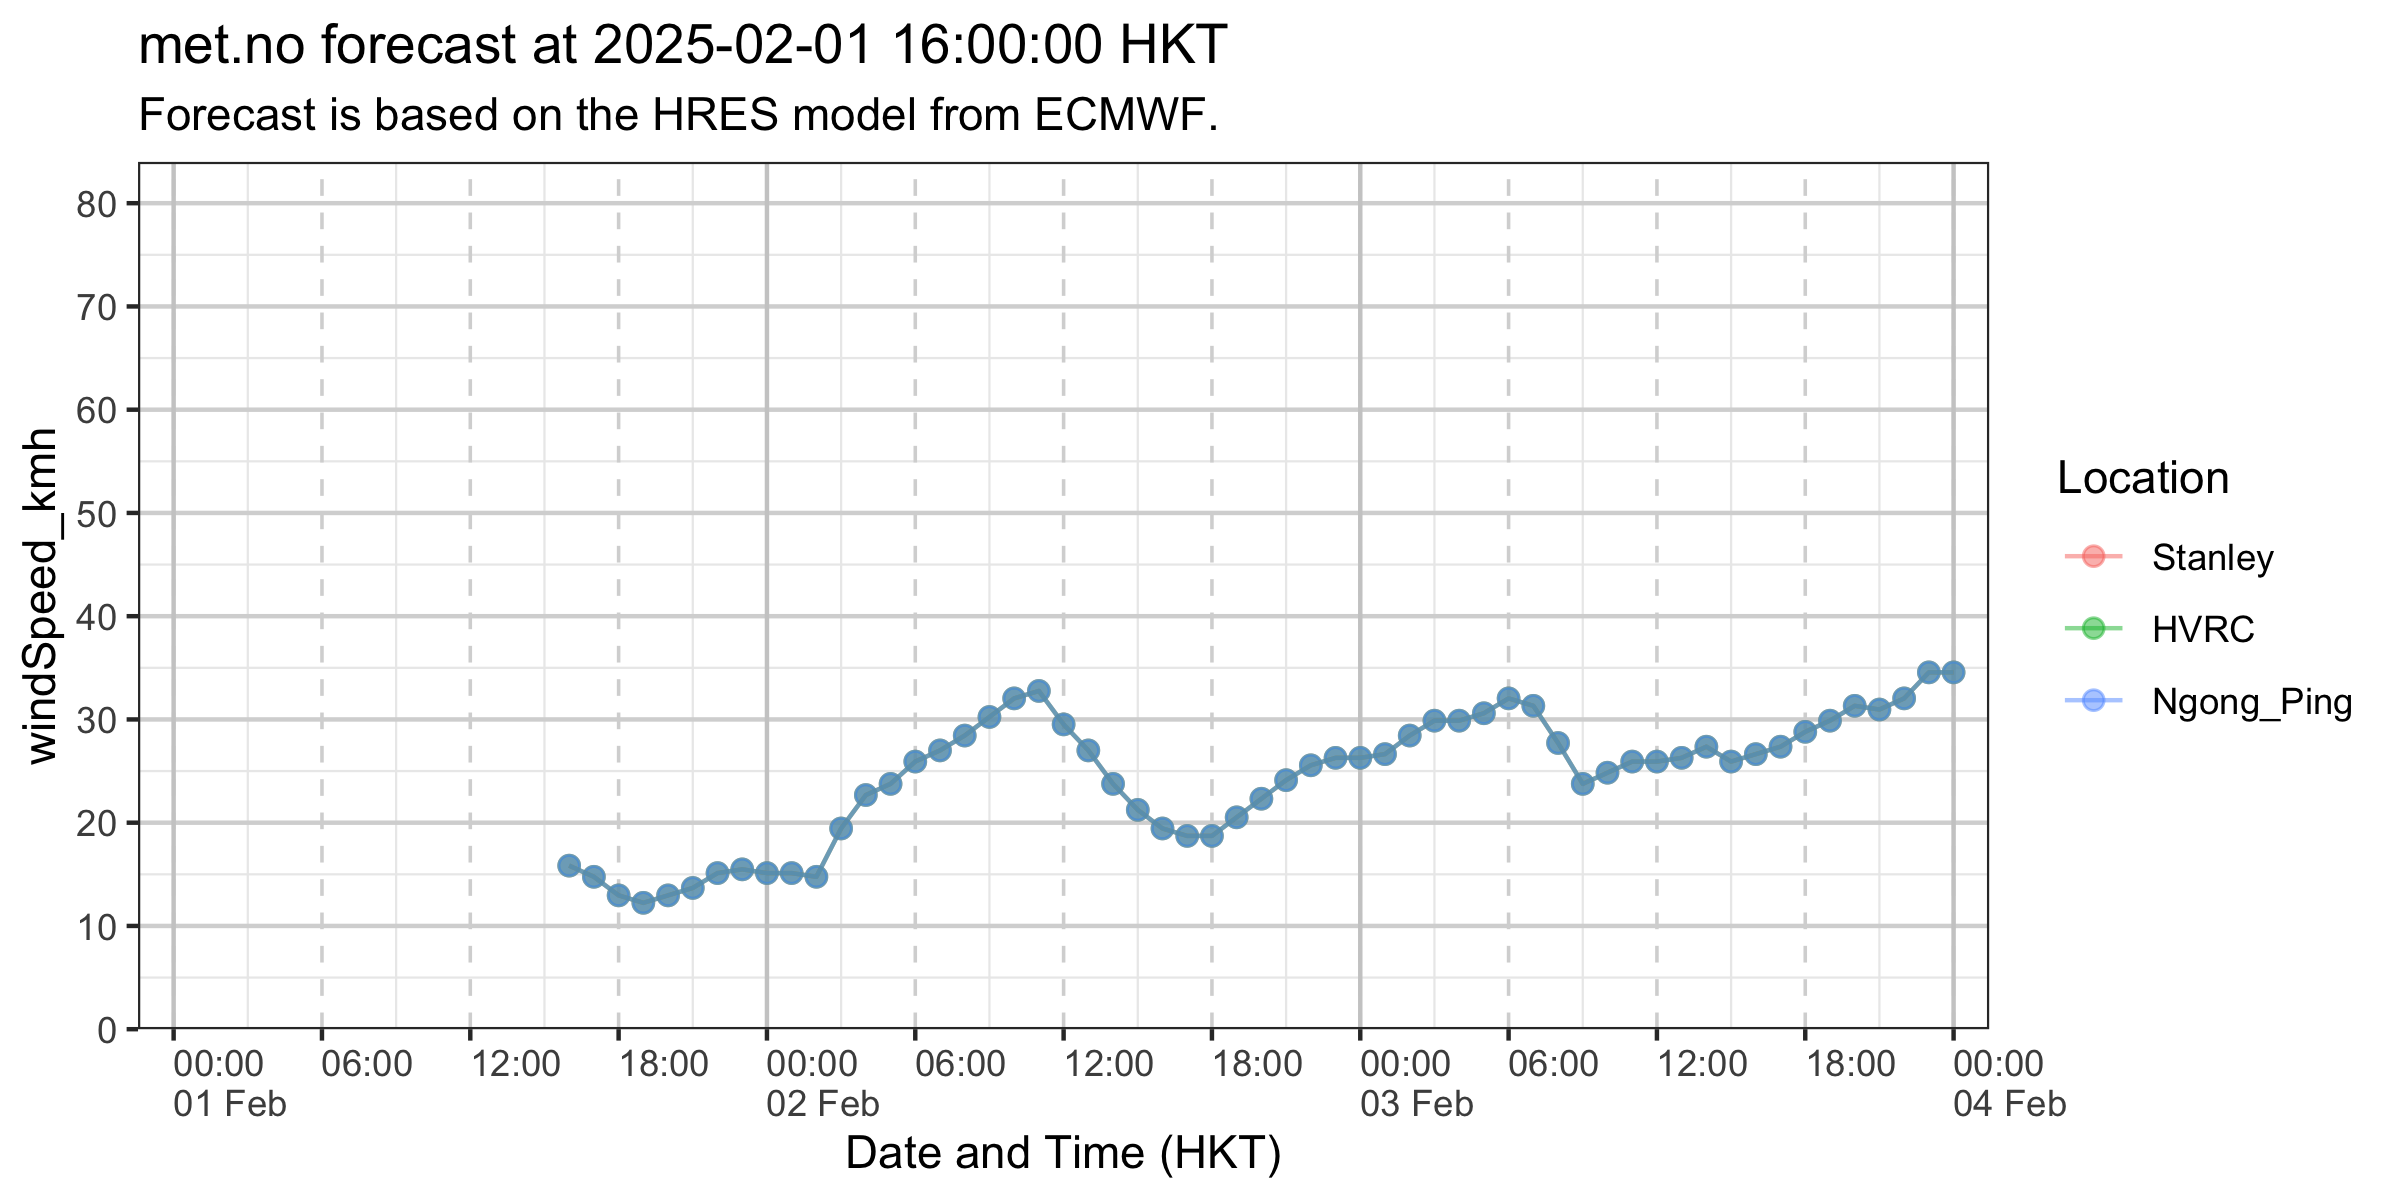 met.no forecast at 2025-02-01 16:00:00 HKT
Forecast is based on the HRES model from ECMWF.
windSpeed_kmh
80
70
60
50
40
30
20
10
0
00:00 06:00 12:00 18:00 00:00 06:00 12:00 18:00 00:00 06:00 12:00 18:00 00:00
01 Feb 02 Feb 03 Feb 04 Feb
Date and Time (HKT)
Location
Stanley
HVRC
Ngong_Ping